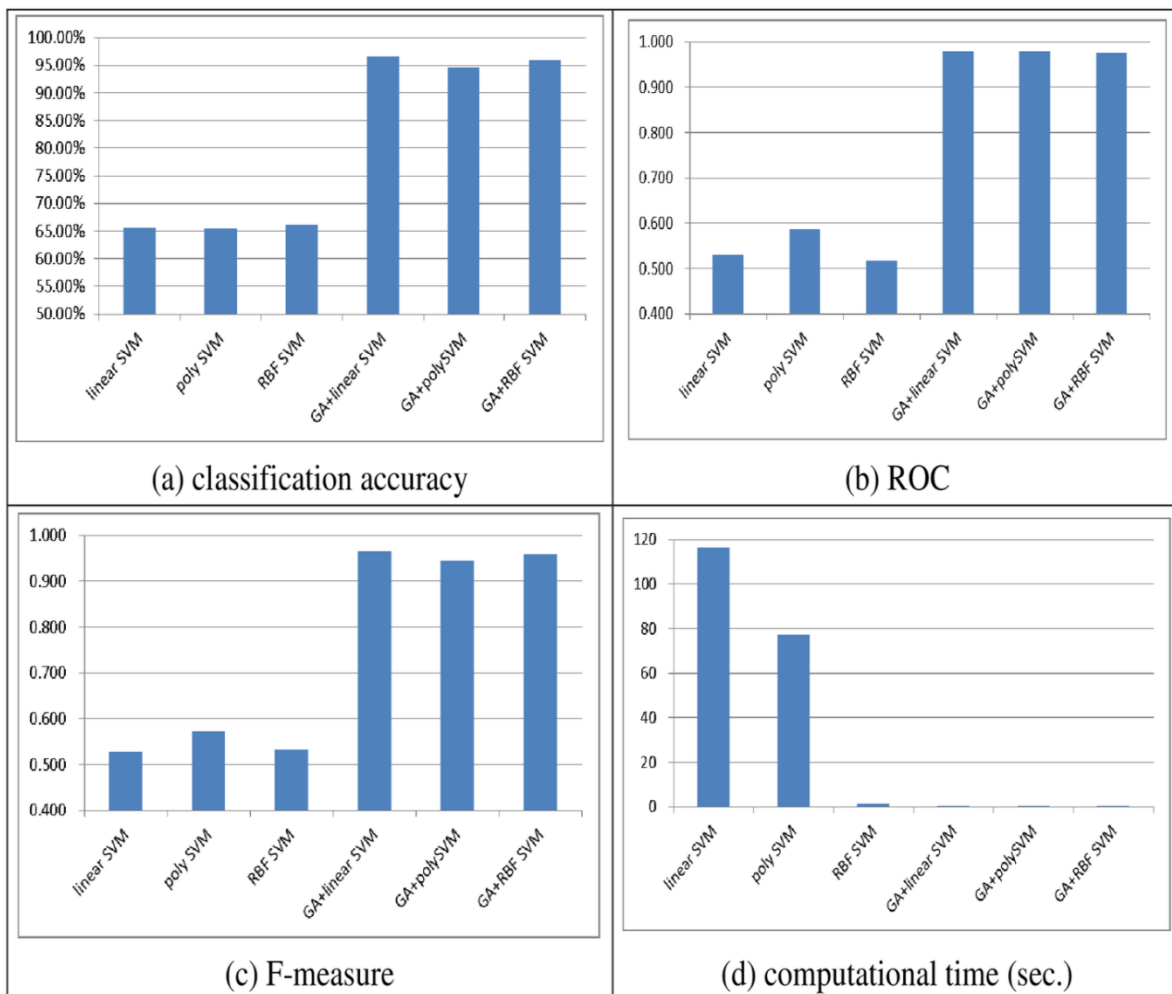 100.00%
95.00%
90.00%
85.00%
80.00%
75.00%
70.00%
65.00%
60.00%
55.00%
50.00%
linear SVM
poly SVM
RBF SVM
GA+linear SVM
GA+polySVM
GA+RBF SVM
(a) classification accuracy
1.000
0.900
0.800
0.700
0.600
0.500
0.400
linear SVM
poly SVM
RBF SVM
GA+linear SVM
GA+polySVM
GA+RBF SVM
(b) ROC
1.000
0.900
0.800
0.700
0.600
0.500
0.400
linear SVM
poly SVM
RBF SVM
GA+linear SVM
GA+polySVM
GA+RBF SVM
(c) F-measure
120
100
80
60
40
20
0
linear SVM
poly SVM
RBF SVM
GA+linear SVM
GA+polySVM
GA+RBF SVM
(d) computational time (sec.)